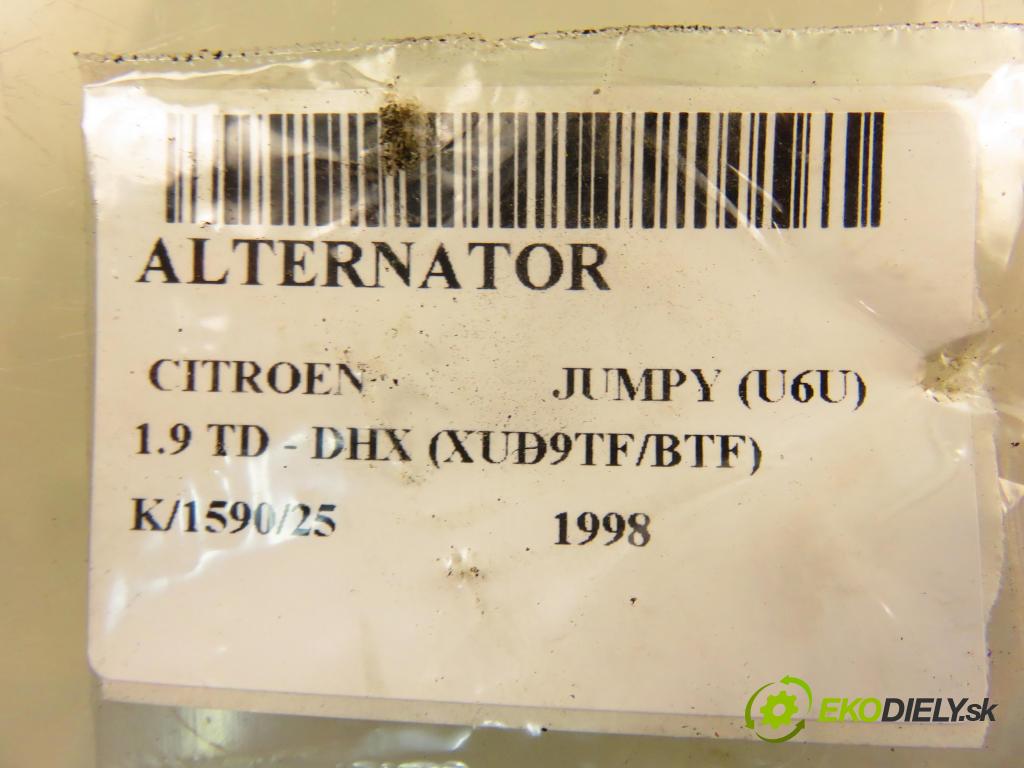 ALTERNATOR
CITROEN JUMPY (U6U)
1.9 TD - DHX (XUD9TF/BTF)
K/1590/25 1998
EKODIELY.sk